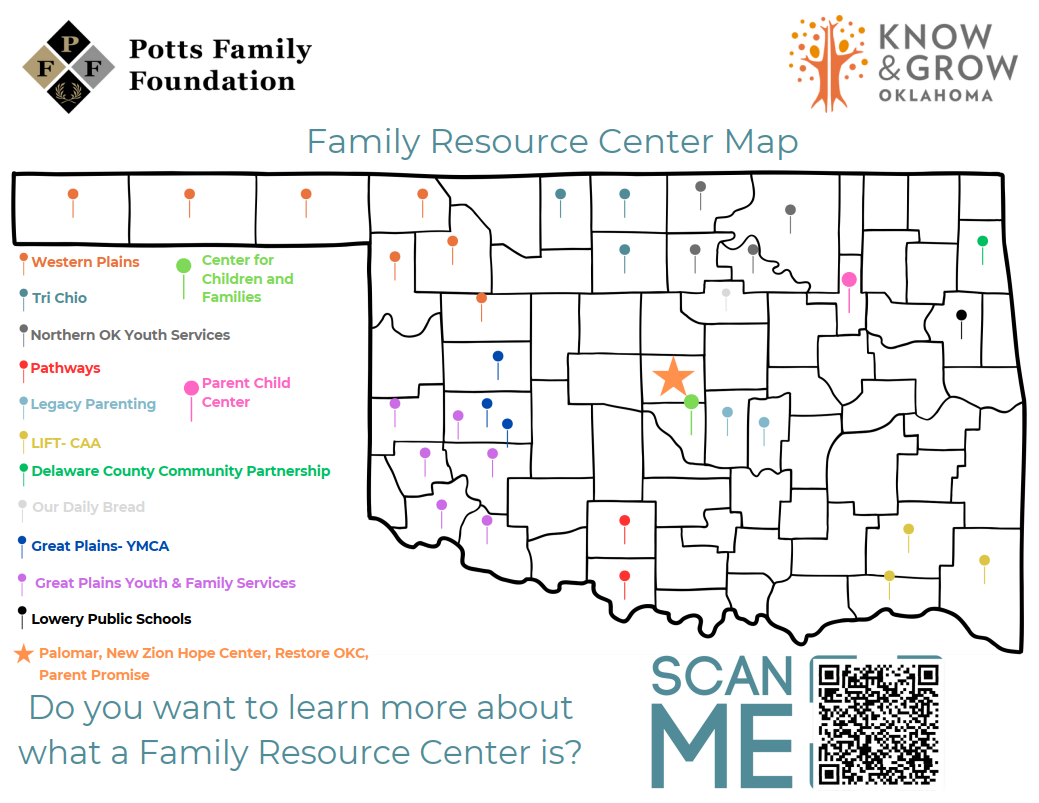 P
F F
Potts Family
Foundation
KNOW
&GROW
OKLAHOMA
Family Resource Center Map
Western Plains
Center for
Children and
Families
Tri Chio
Northern OK Youth Services
Pathways
Parent Child
Center
Legacy Parenting
LIFT- CAA
Delaware County Community Partnership
Our Daily Bread
Great Plains- YMCA
Great Plains Youth & Family Services
Lowery Public Schools
Palomar, New Zion Hope Center, Restore OKC,
Parent Promise
Do you want to learn more about
what a Family Resource Center is?
SCAN
ME